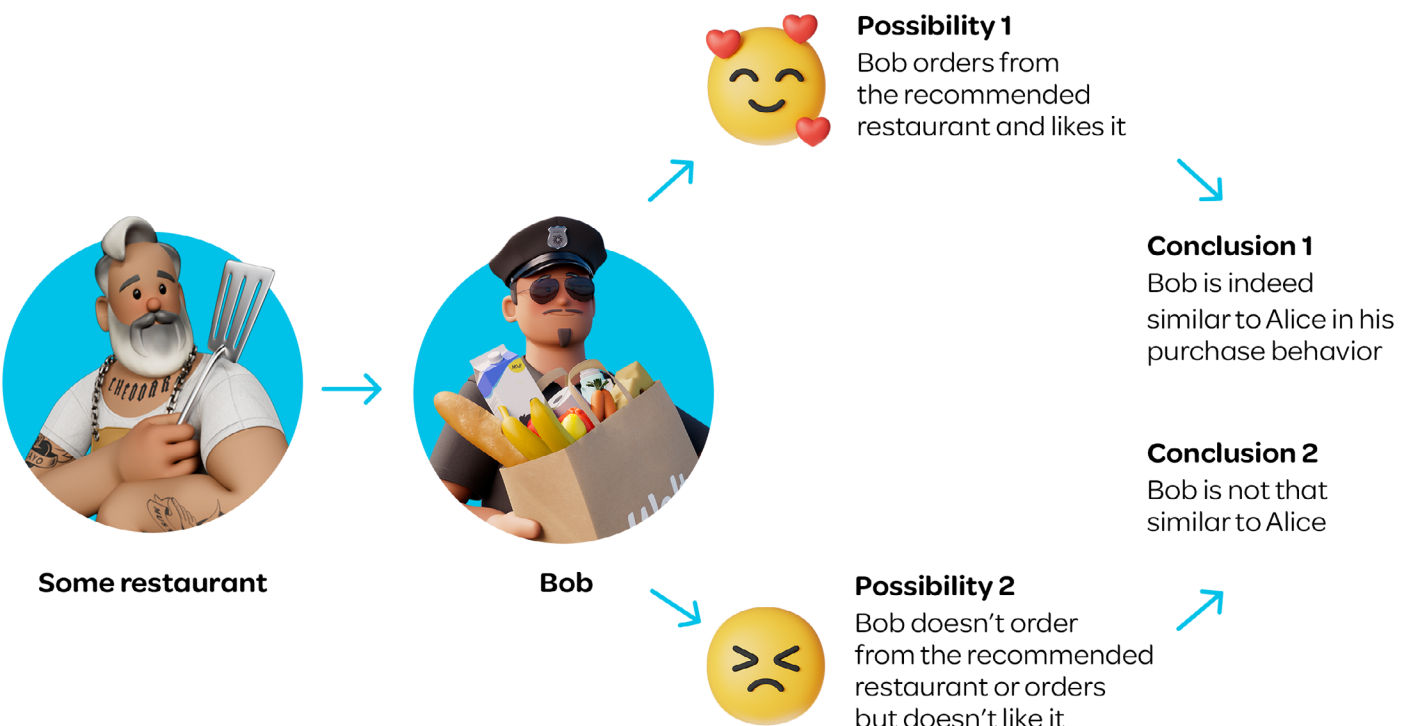 Possibility 1
Bob orders from
the recommended
restaurant and likes it
Conclusion 1
Bob is indeed
similar to Alice in his
purchase behavior
CHEDDAR
Conclusion 2
Bob is not that
similar to Alice
Some restaurant
Bob
Possibility 2
Bob doesn’t order
from the recommended
restaurant or orders
but doesn’t like it